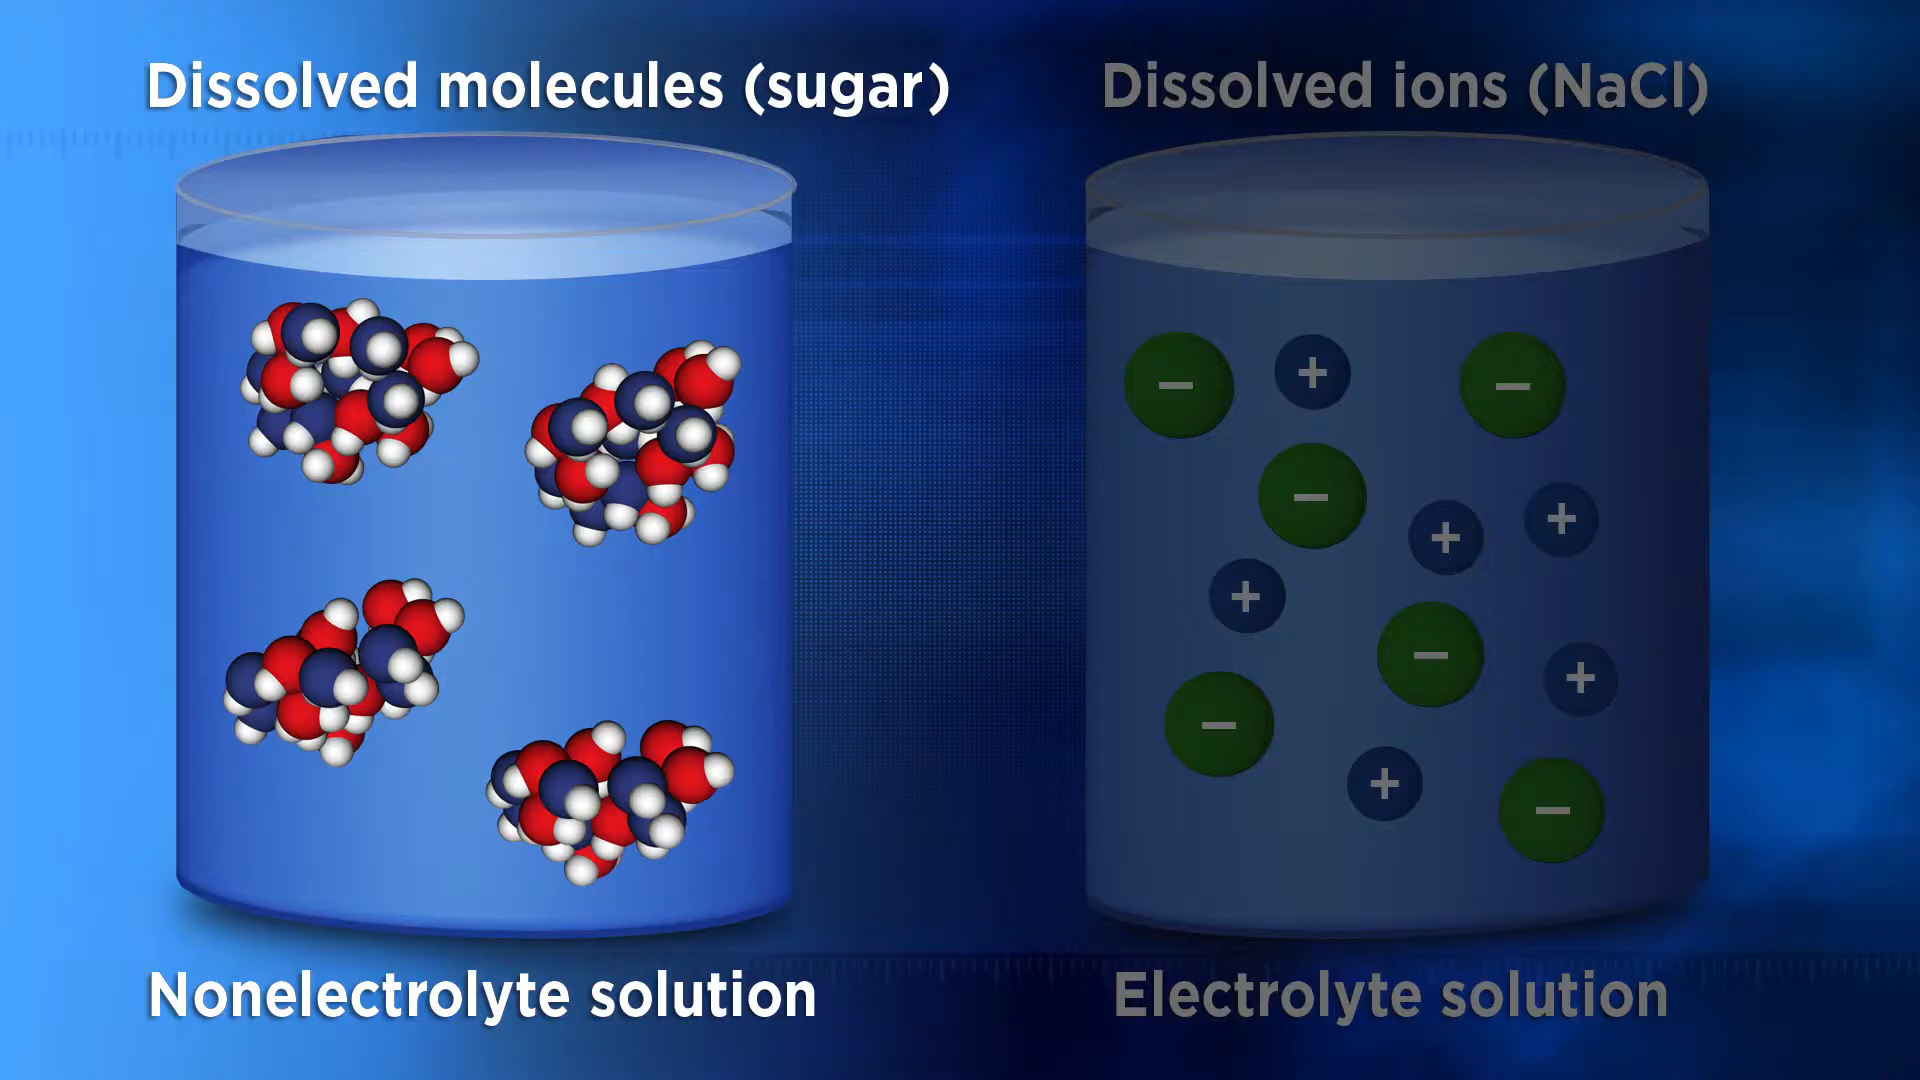 Dissolved molecules (sugar)
Dissolved ions (NaCl)
− + −
−
+ +
+
−
+
−
+
−
Nonelectrolyte solution
Electrolyte solution